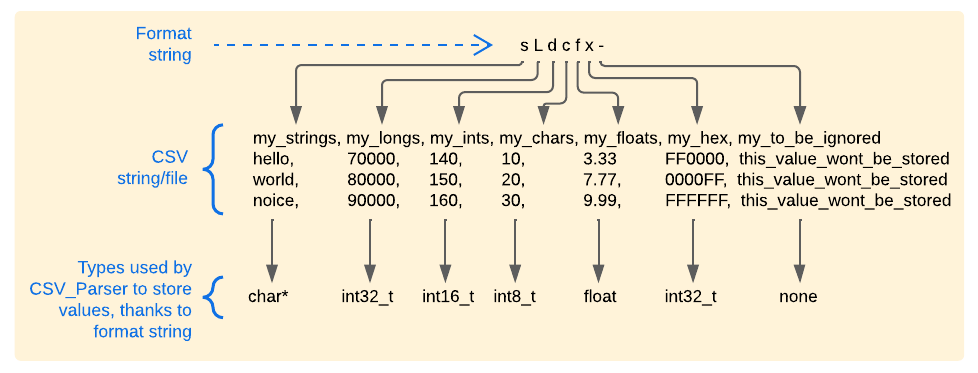 Format
string
s L d c f x -
CSV
string/file
my_strings, my_longs, my_ints, my_chars, my_floats, my_hex, my_to_be_ignored
hello, 70000, 140, 10, 3.33 FF0000, this_value_wont_be_stored
world, 80000, 150, 20, 7.77, 0000FF, this_value_wont_be_stored
noice, 90000, 160, 30, 9.99, FFFFFF, this_value_wont_be_stored
Types used by
CSV_Parser to store
values, thanks to
format string
char* int32_t int16_t int8_t float int32_t none